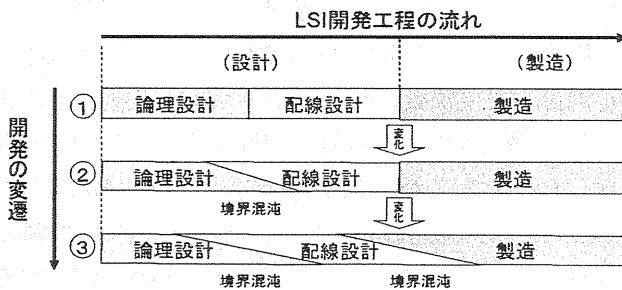 LSI開発工程の流れ
(設計) (製造)
開発の変遷
① 論理設計 配線設計 製造
変化
② 論理設計 配線設計 製造
境界混沌
変化
③ 論理設計 配線設計 製造
境界混沌 境界混沌